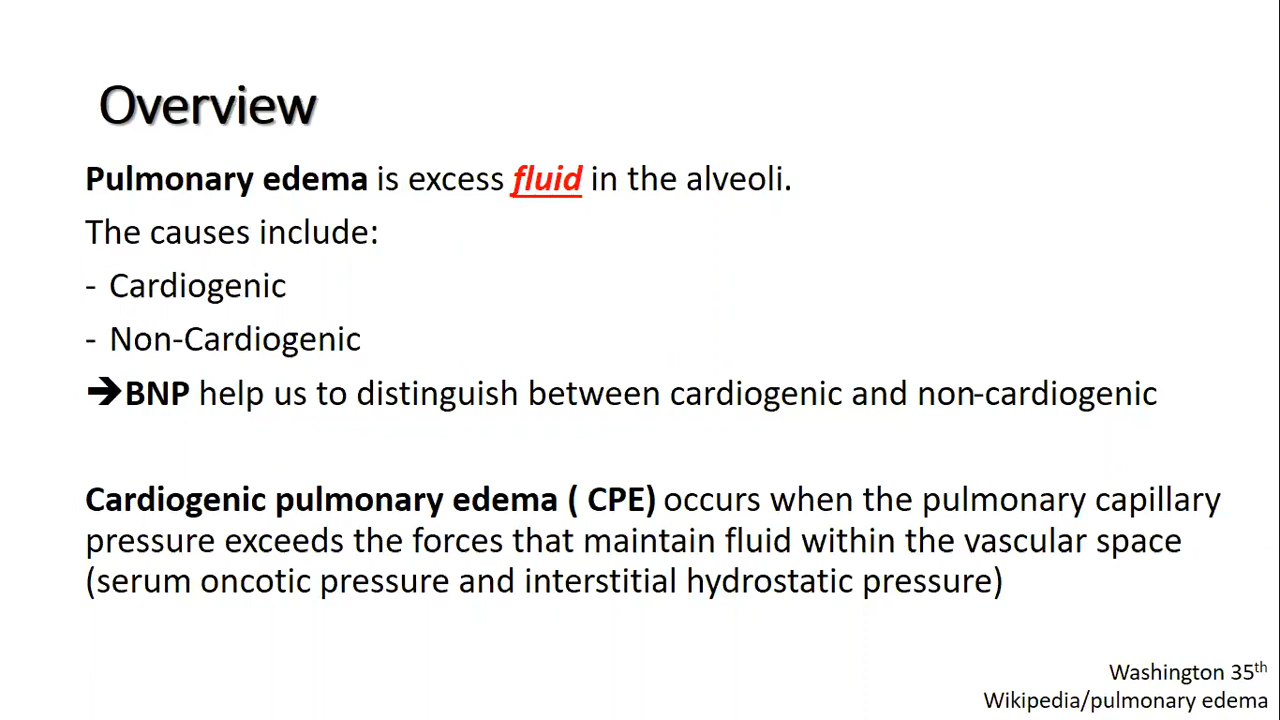 Overview
Pulmonary edema is excess fluid in the alveoli.
The causes include:
- Cardiogenic
- Non-Cardiogenic
➔BNP help us to distinguish between cardiogenic and non-cardiogenic
Cardiogenic pulmonary edema ( CPE) occurs when the pulmonary capillary
pressure exceeds the forces that maintain fluid within the vascular space
(serum oncotic pressure and interstitial hydrostatic pressure)
Washington 35th
Wikipedia/pulmonary edema